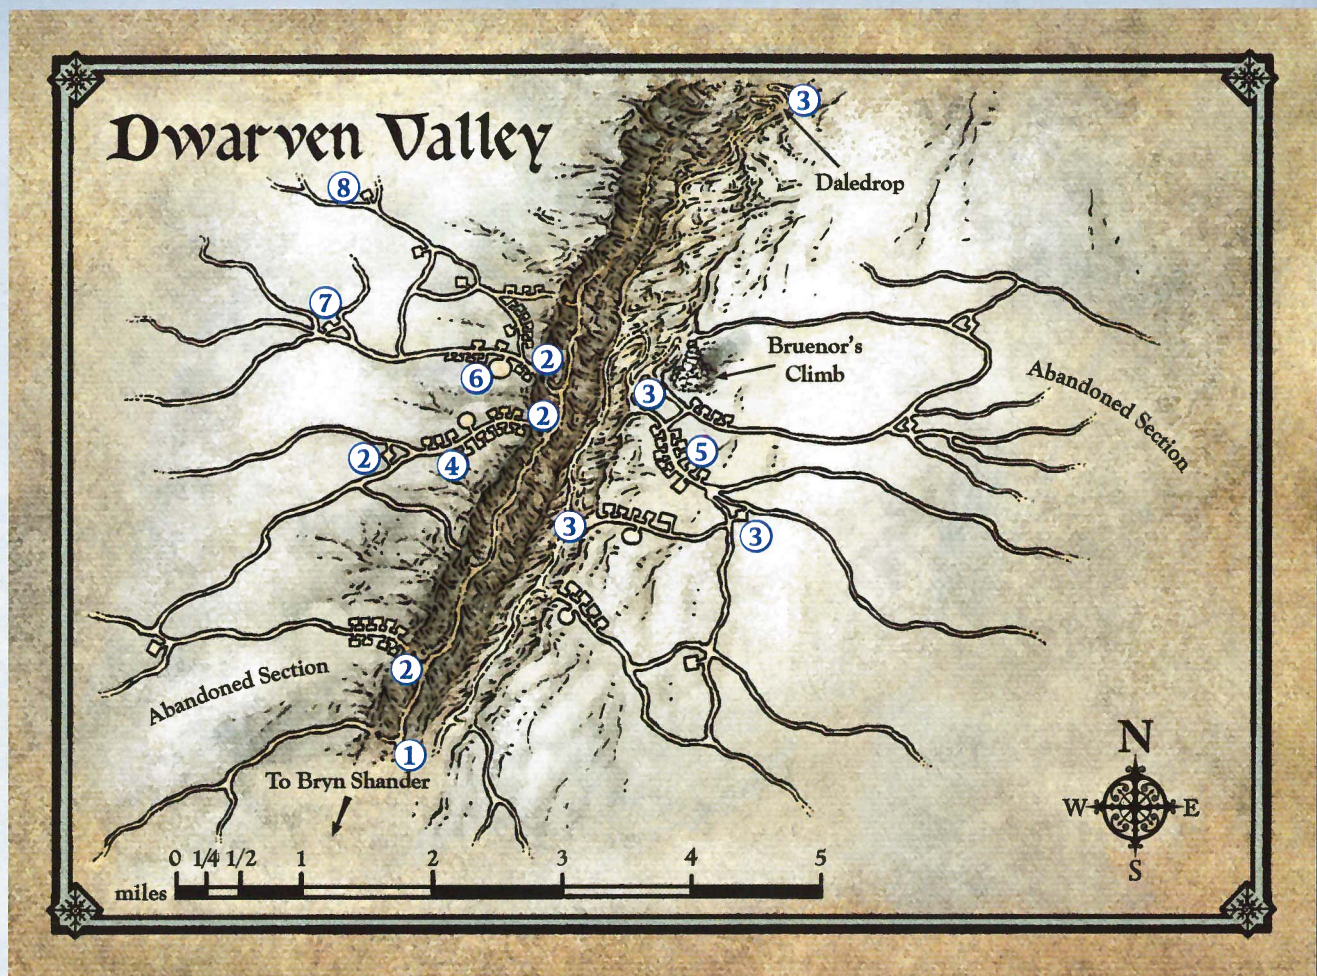 Dwarven Valley
3
Daledrop
8
7
2
6
Bruenor's
Climb
3
2
Abandoned Section
2
4
5
3
3
2
Abandoned Section
1
To Bryn Shander
N
W E
S
0 1/4 1/2 1 2 3 4 5
miles